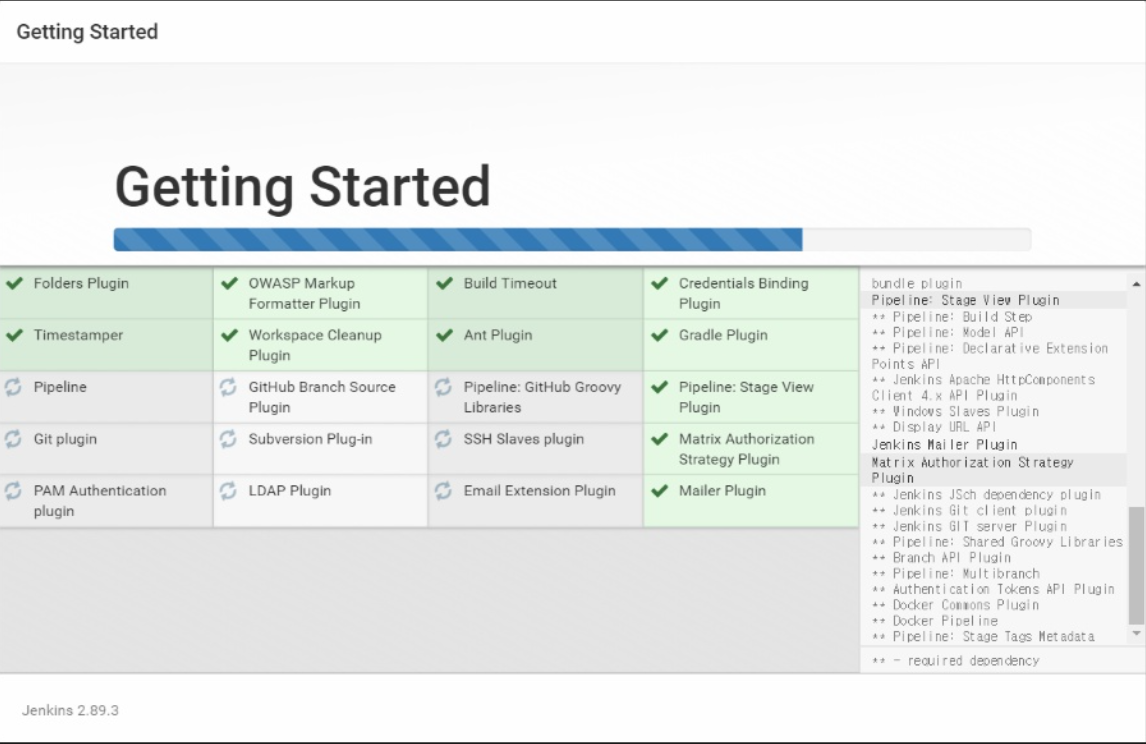 Getting Started
Getting Started
Folders Plugin
OWASP Markup
Formatter Plugin
Build Timeout
Credentials Binding
Plugin
Timestamper
Workspace Cleanup
Plugin
Ant Plugin
Gradle Plugin
Pipeline
GitHub Branch Source
Plugin
Pipeline: GitHub Groovy
Libraries
Pipeline: Stage View
Plugin
Git plugin
Subversion Plug-in
SSH Slaves plugin
Matrix Authorization
Strategy Plugin
PAM Authentication
plugin
LDAP Plugin
Email Extension Plugin
Mailer Plugin
bundle plugin
Pipeline: Stage View Plugin
** Pipeline: Build Step
** Pipeline: Model API
** Pipeline: Declarative Extension
Points API
** Jenkins Apache HttpComponents
Client 4.x API Plugin
** Windows Slaves Plugin
** Display URL API
Jenkins Mailer Plugin
Matrix Authorization Strategy
Plugin
** Jenkins JSch dependency plugin
** Jenkins Git client plugin
** Jenkins GIT server Plugin
** Pipeline: Shared Groovy Libraries
** Branch API Plugin
** Pipeline: Multibranch
** Authentication Tokens API Plugin
** Docker Commons Plugin
** Docker Pipeline
** Pipeline: Stage Tags Metadata
** - required dependency
Jenkins 2.89.3